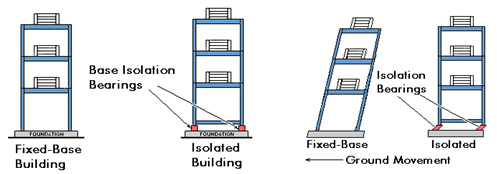 Base Isolation
Bearings
FOUNDATION
FOUNDATION
Fixed-Base
Building
Isolated
Building
Isolation
Bearings
Fixed-Base
Isolated
Ground Movement